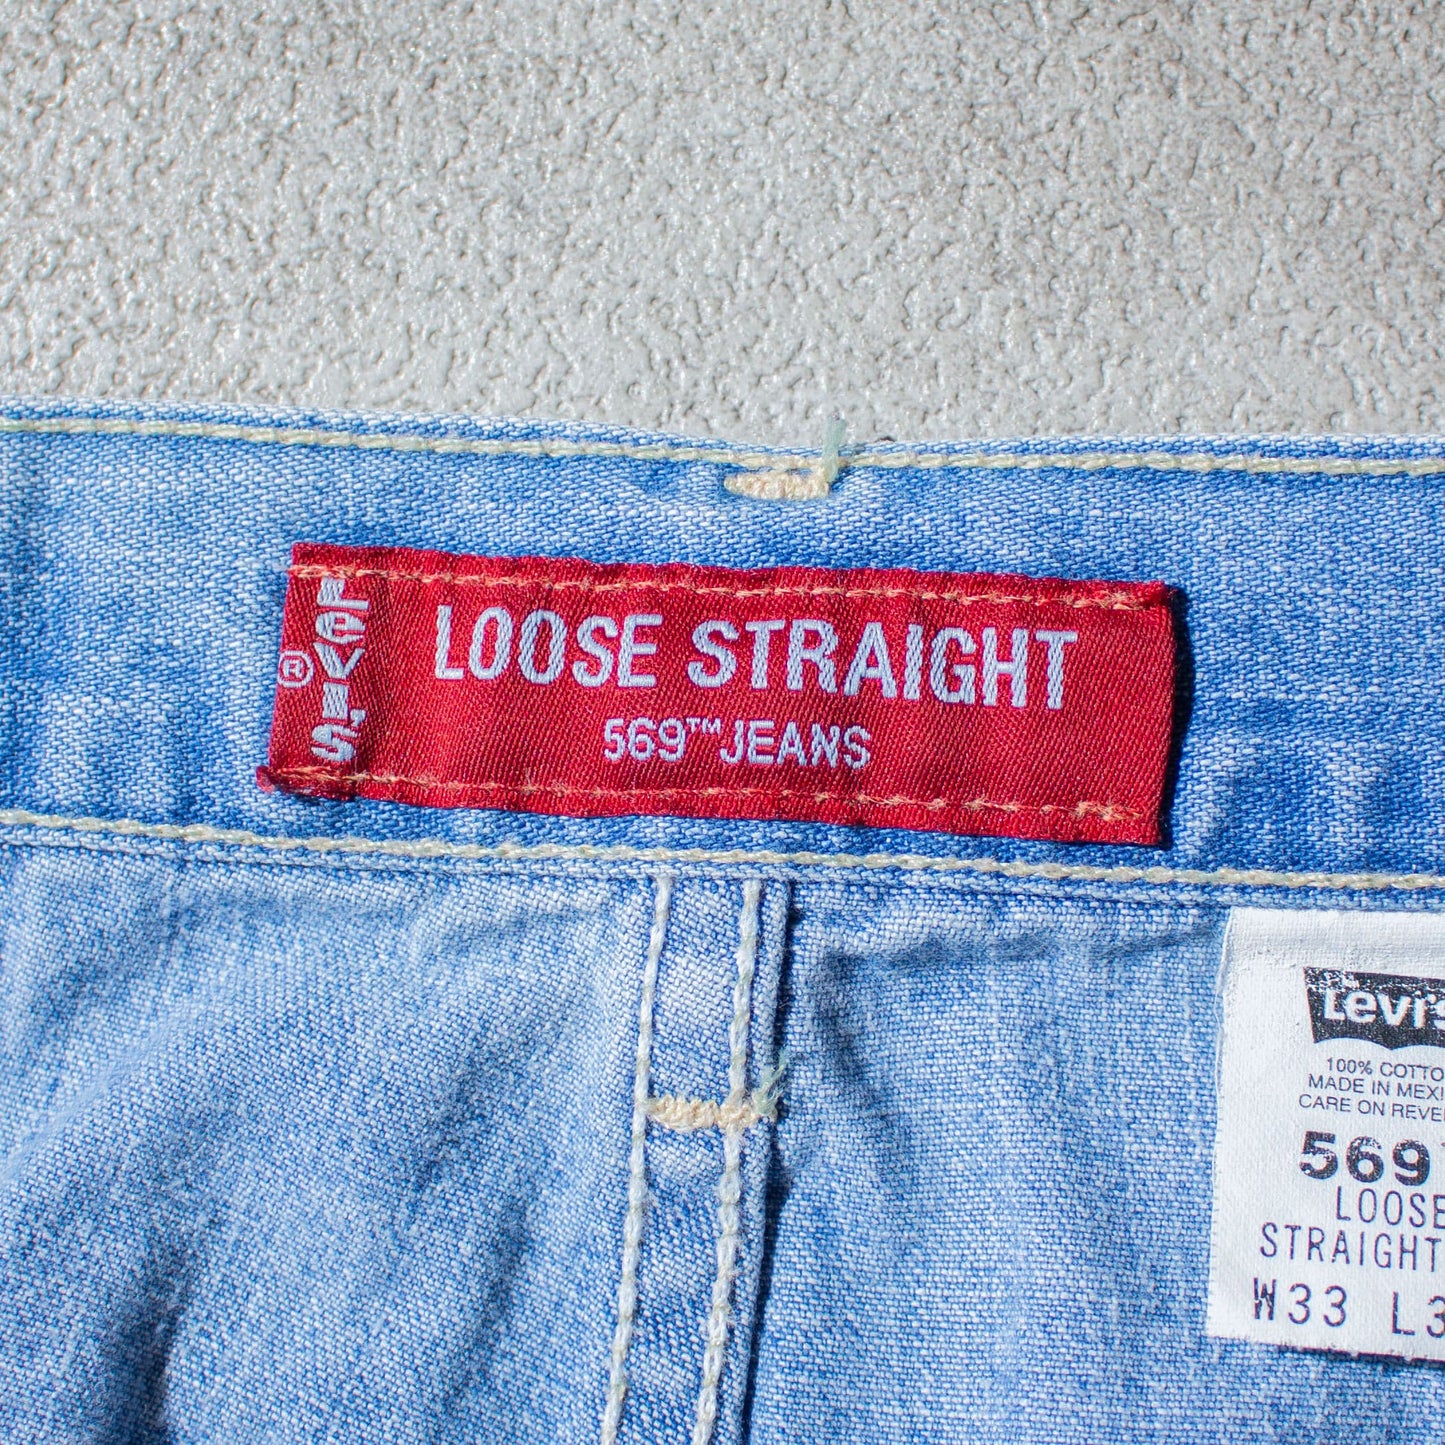 Levi's
®
LOOSE STRAIGHT
569™ JEANS
Levi's
100% COTTO
MADE IN MEXI
CARE ON REVE
569
LOOSE
STRAIGHT
W33 L3